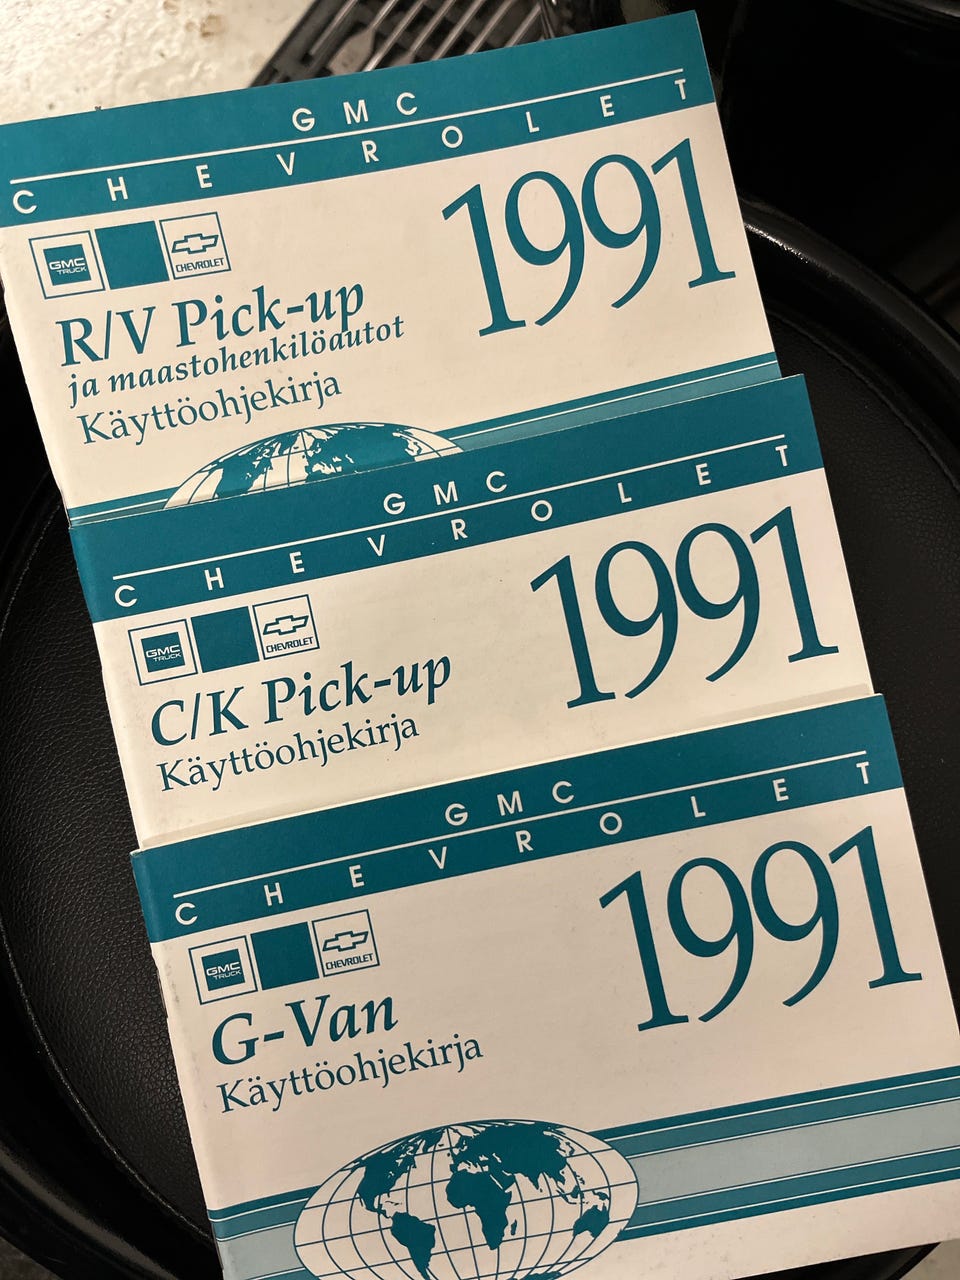 GMC
CHEVROLET
1991
GMC TRUCK
CHEVROLET
R/V Pick-up
ja maastohenkilöautot
Käyttöohjekirja
GMC
CHEVROLET
1991
GMC TRUCK
CHEVROLET
C/K Pick-up
Käyttöohjekirja
GMC
CHEVROLET
1991
GMC TRUCK
CHEVROLET
G-Van
Käyttöohjekirja